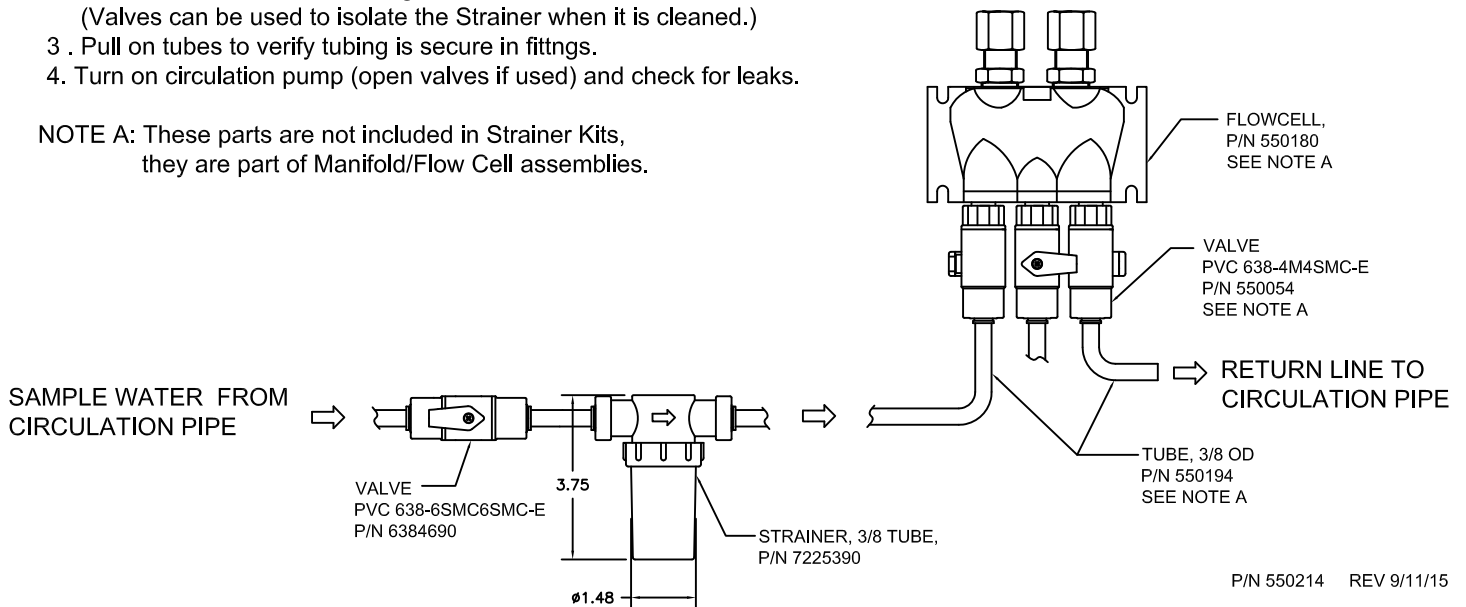 (Valves can be used to isolate the Strainer when it is cleaned.)
3 . Pull on tubes to verify tubing is secure in fittngs.
4. Turn on circulation pump (open valves if used) and check for leaks.
NOTE A: These parts are not included in Strainer Kits,
they are part of Manifold/Flow Cell assemblies.
FLOWCELL,
P/N 550180
SEE NOTE A
VALVE
PVC 638-4M4SMC-E
P/N 550054
SEE NOTE A
SAMPLE WATER FROM
CIRCULATION PIPE
RETURN LINE TO
CIRCULATION PIPE
TUBE, 3/8 OD
P/N 550194
SEE NOTE A
VALVE
PVC 638-6SMC6SMC-E
P/N 6384690
3.75
STRAINER, 3/8 TUBE,
P/N 7225390
ø1.48
P/N 550214 REV 9/11/15